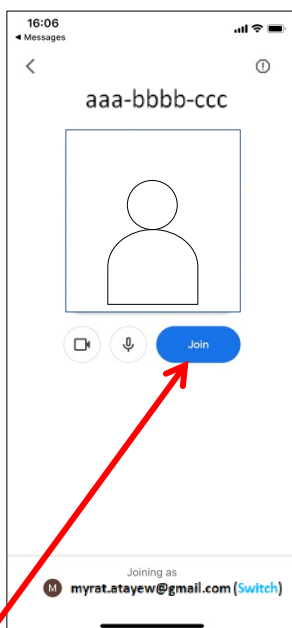 16:06
◀ Messages
aaa-bbbb-ccc
Join
Joining as
M myrat.atayew@gmail.com (Switch)